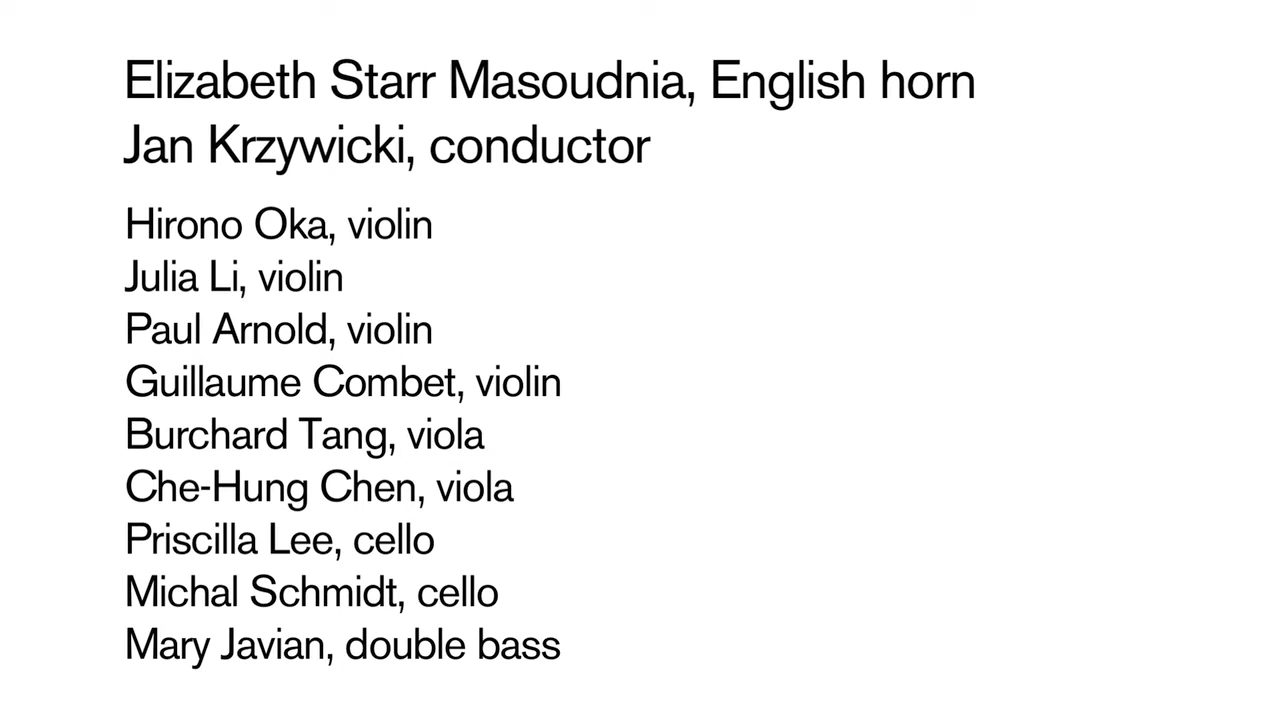 Elizabeth Starr Masoudnia, English horn
Jan Krzywicki, conductor
Hirono Oka, violin
Julia Li, violin
Paul Arnold, violin
Guillaume Combet, violin
Burchard Tang, viola
Che-Hung Chen, viola
Priscilla Lee, cello
Michal Schmidt, cello
Mary Javian, double bass